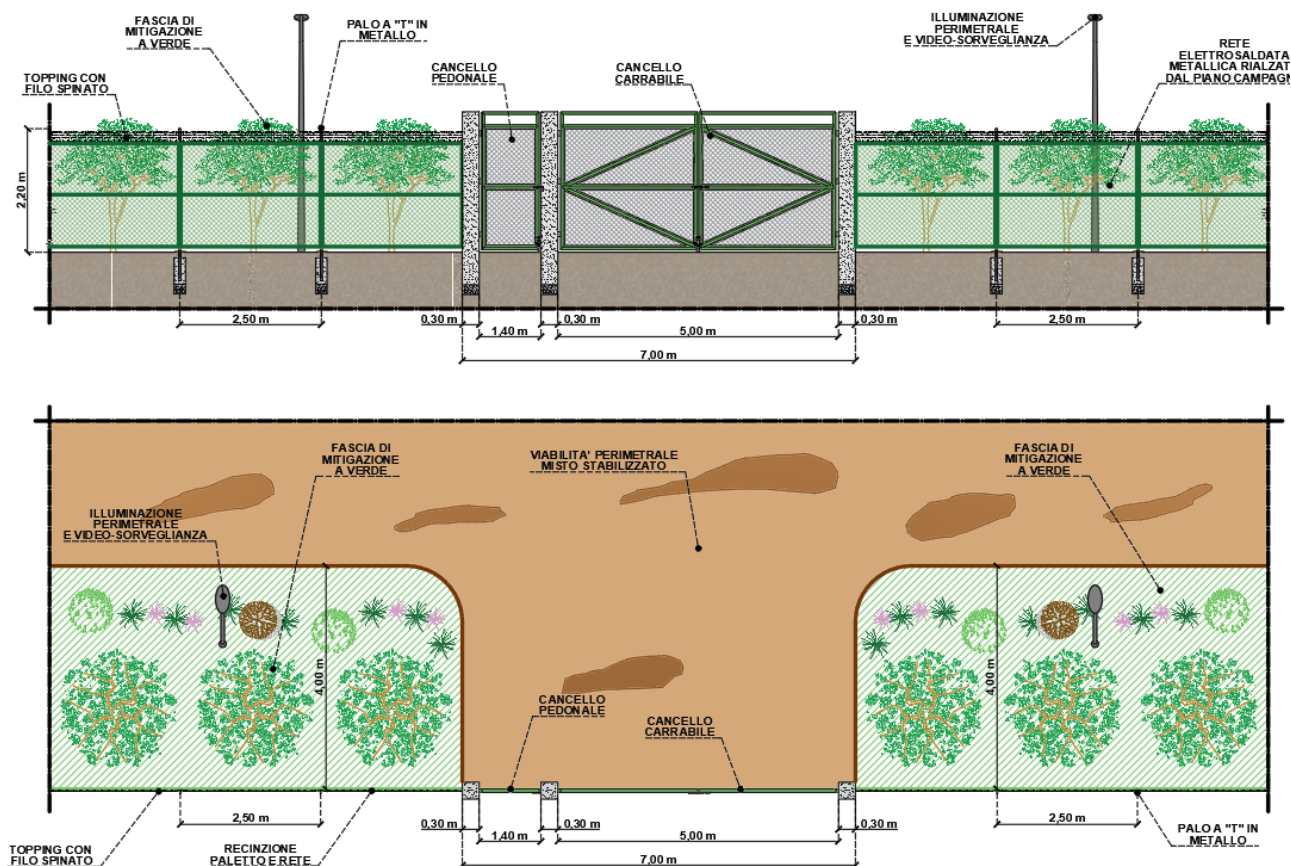 FASCIA DI
MITIGAZIONE
A VERDE
PALO A "T" IN
METALLO
ILLUMINAZIONE
PERIMETRALE
E VIDEO-SORVEGLIANZA
RETE
ELETTROSALDATA
METALLICA RIALZAT
DAL PIANO CAMPAGN
TOPPING CON
FILO SPINATO
CANCELLO
PEDONALE
CANCELLO
CARRABILE
2,20 m
2,50 m
0,30 m
1,40 m
0,30 m
5,00 m
0,30 m
2,50 m
7,00 m
FASCIA DI
MITIGAZIONE
A VERDE
VIABILITA' PERIMETRALE
MISTO STABILIZZATO
FASCIA DI
MITIGAZIONE
A VERDE
ILLUMINAZIONE
PERIMETRALE
E VIDEO-SORVEGLIANZA
4,00 m
4,00 m
CANCELLO
PEDONALE
CANCELLO
CARRABILE
2,50 m
0,30 m
1,40 m
0,30 m
5,00 m
0,30 m
2,50 m
7,00 m
TOPPING CON
FILO SPINATO
RECINZIONE
PALETTO E RETE
PALO A "T" IN
METALLO